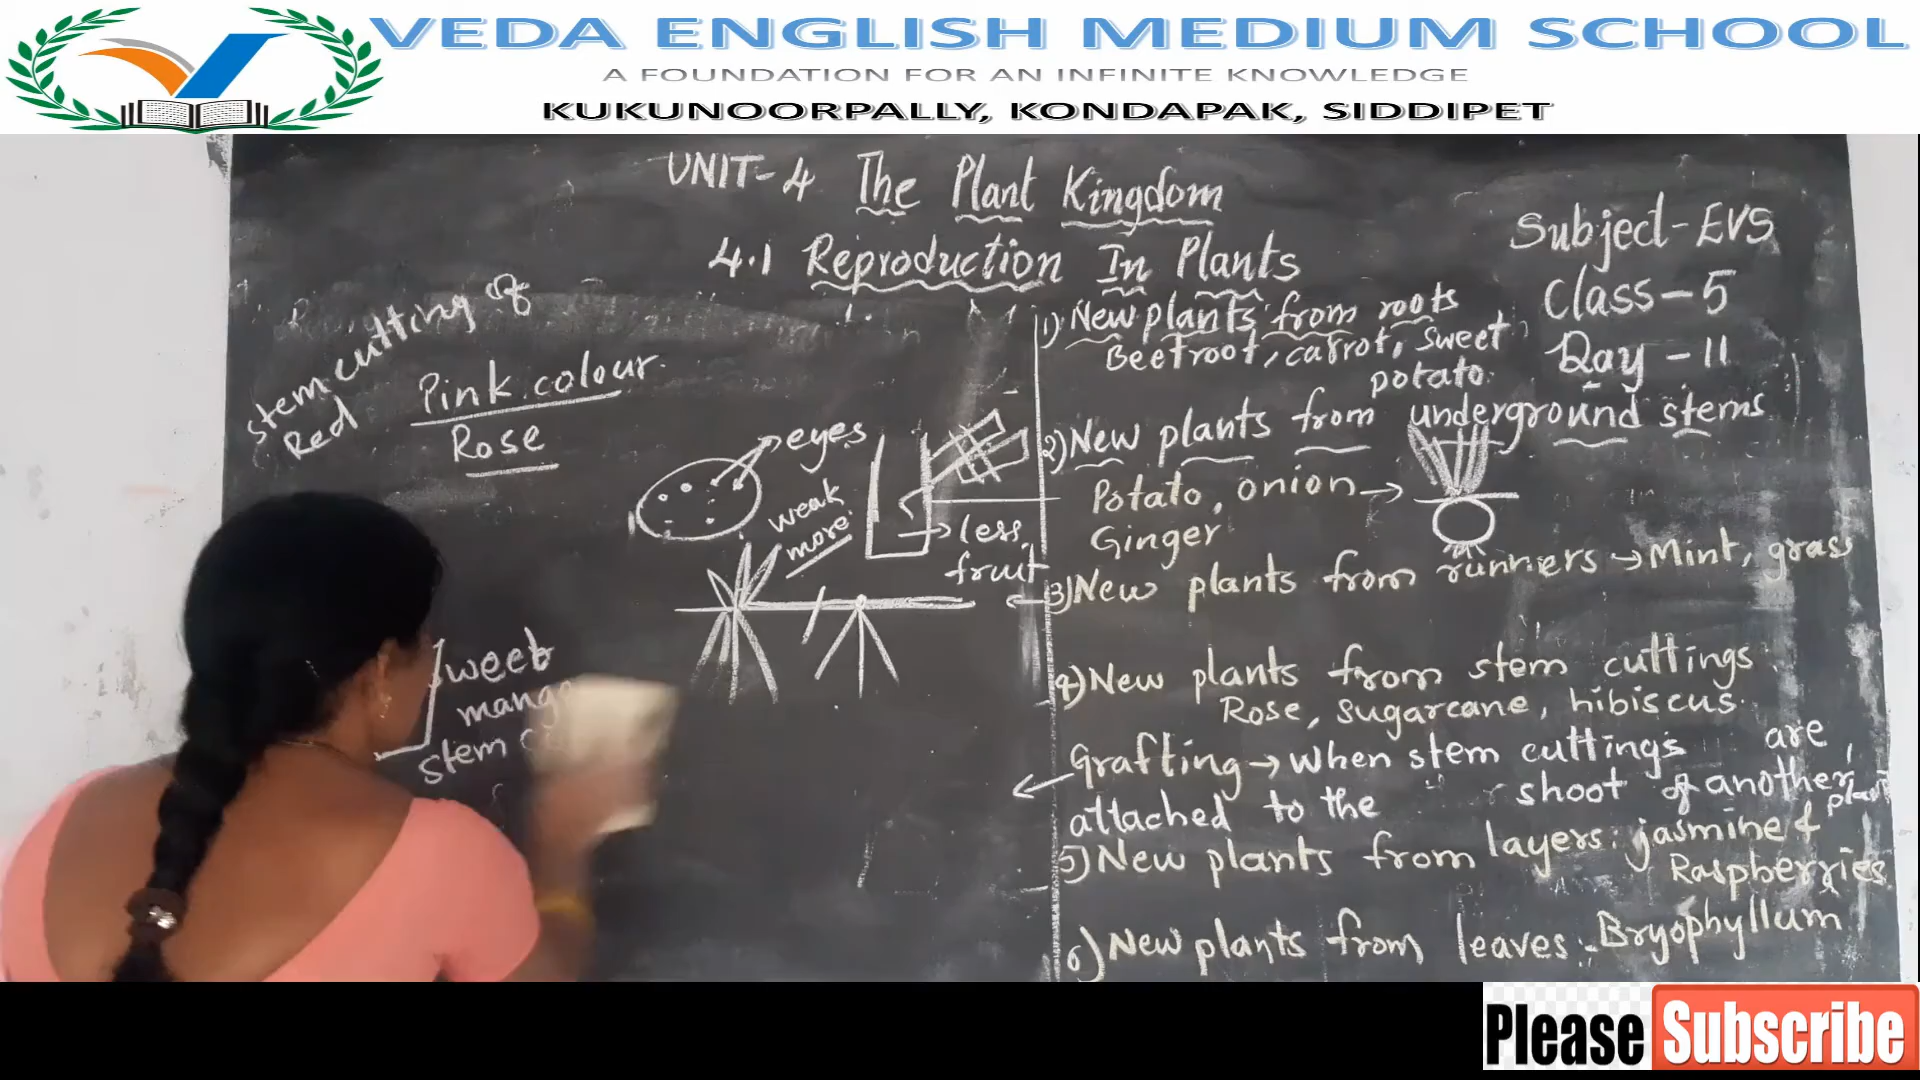 VEDA ENGLISH MEDIUM SCHOOL
A FOUNDATION FOR AN INFINITE KNOWLEDGE
KUKUNOORPALLY, KONDAPAK, SIDDIPET
UNIT-4 The Plant Kingdom
4.1 Reproduction In Plants
Subject-EVS
Class-5
Day-11
stem cutting of
Red
Pink colour
Rose
eyes
weak
more
less
fruit
sweet
mango
stem
1) New plants from roots
Beetroot, carrot, sweet
potato.
2) New plants from underground stems
Potato, onion →
Ginger
3) New plants from runners → Mint, grass
4) New plants from stem cuttings
Rose, sugarcane, hibiscus.
Grafting → when stem cuttings are
attached to the shoot of another plant
5) New plants from layers: jasmine &
Raspberries.
6) New plants from leaves:- Bryophyllum
Please Subscribe